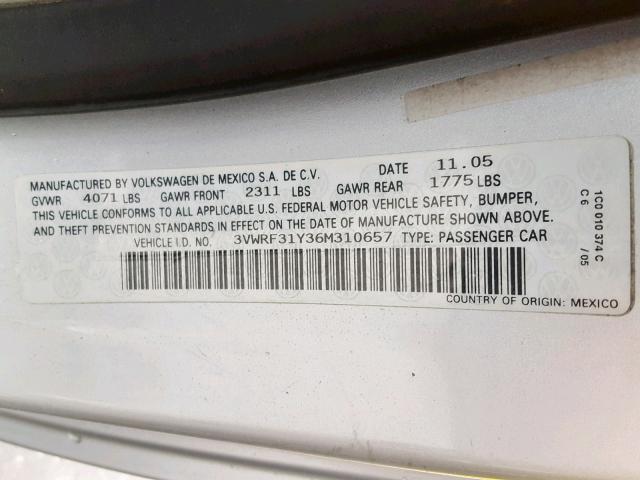 MANUFACTURED BY VOLKSWAGEN DE MEXICO S.A. DE C.V. DATE 11.05
GVWR 4071 LBS GAWR FRONT 2311 LBS GAWR REAR 1775 LBS
THIS VEHICLE CONFORMS TO ALL APPLICABLE U.S. FEDERAL MOTOR VEHICLE SAFETY, BUMPER,
AND THEFT PREVENTION STANDARDS IN EFFECT ON THE DATE OF MANUFACTURE SHOWN ABOVE.
VEHICLE I.D. NO. 3VWRF31Y36M310657 TYPE: PASSENGER CAR
COUNTRY OF ORIGIN: MEXICO
1C0 010 374 C
C 6 / 05